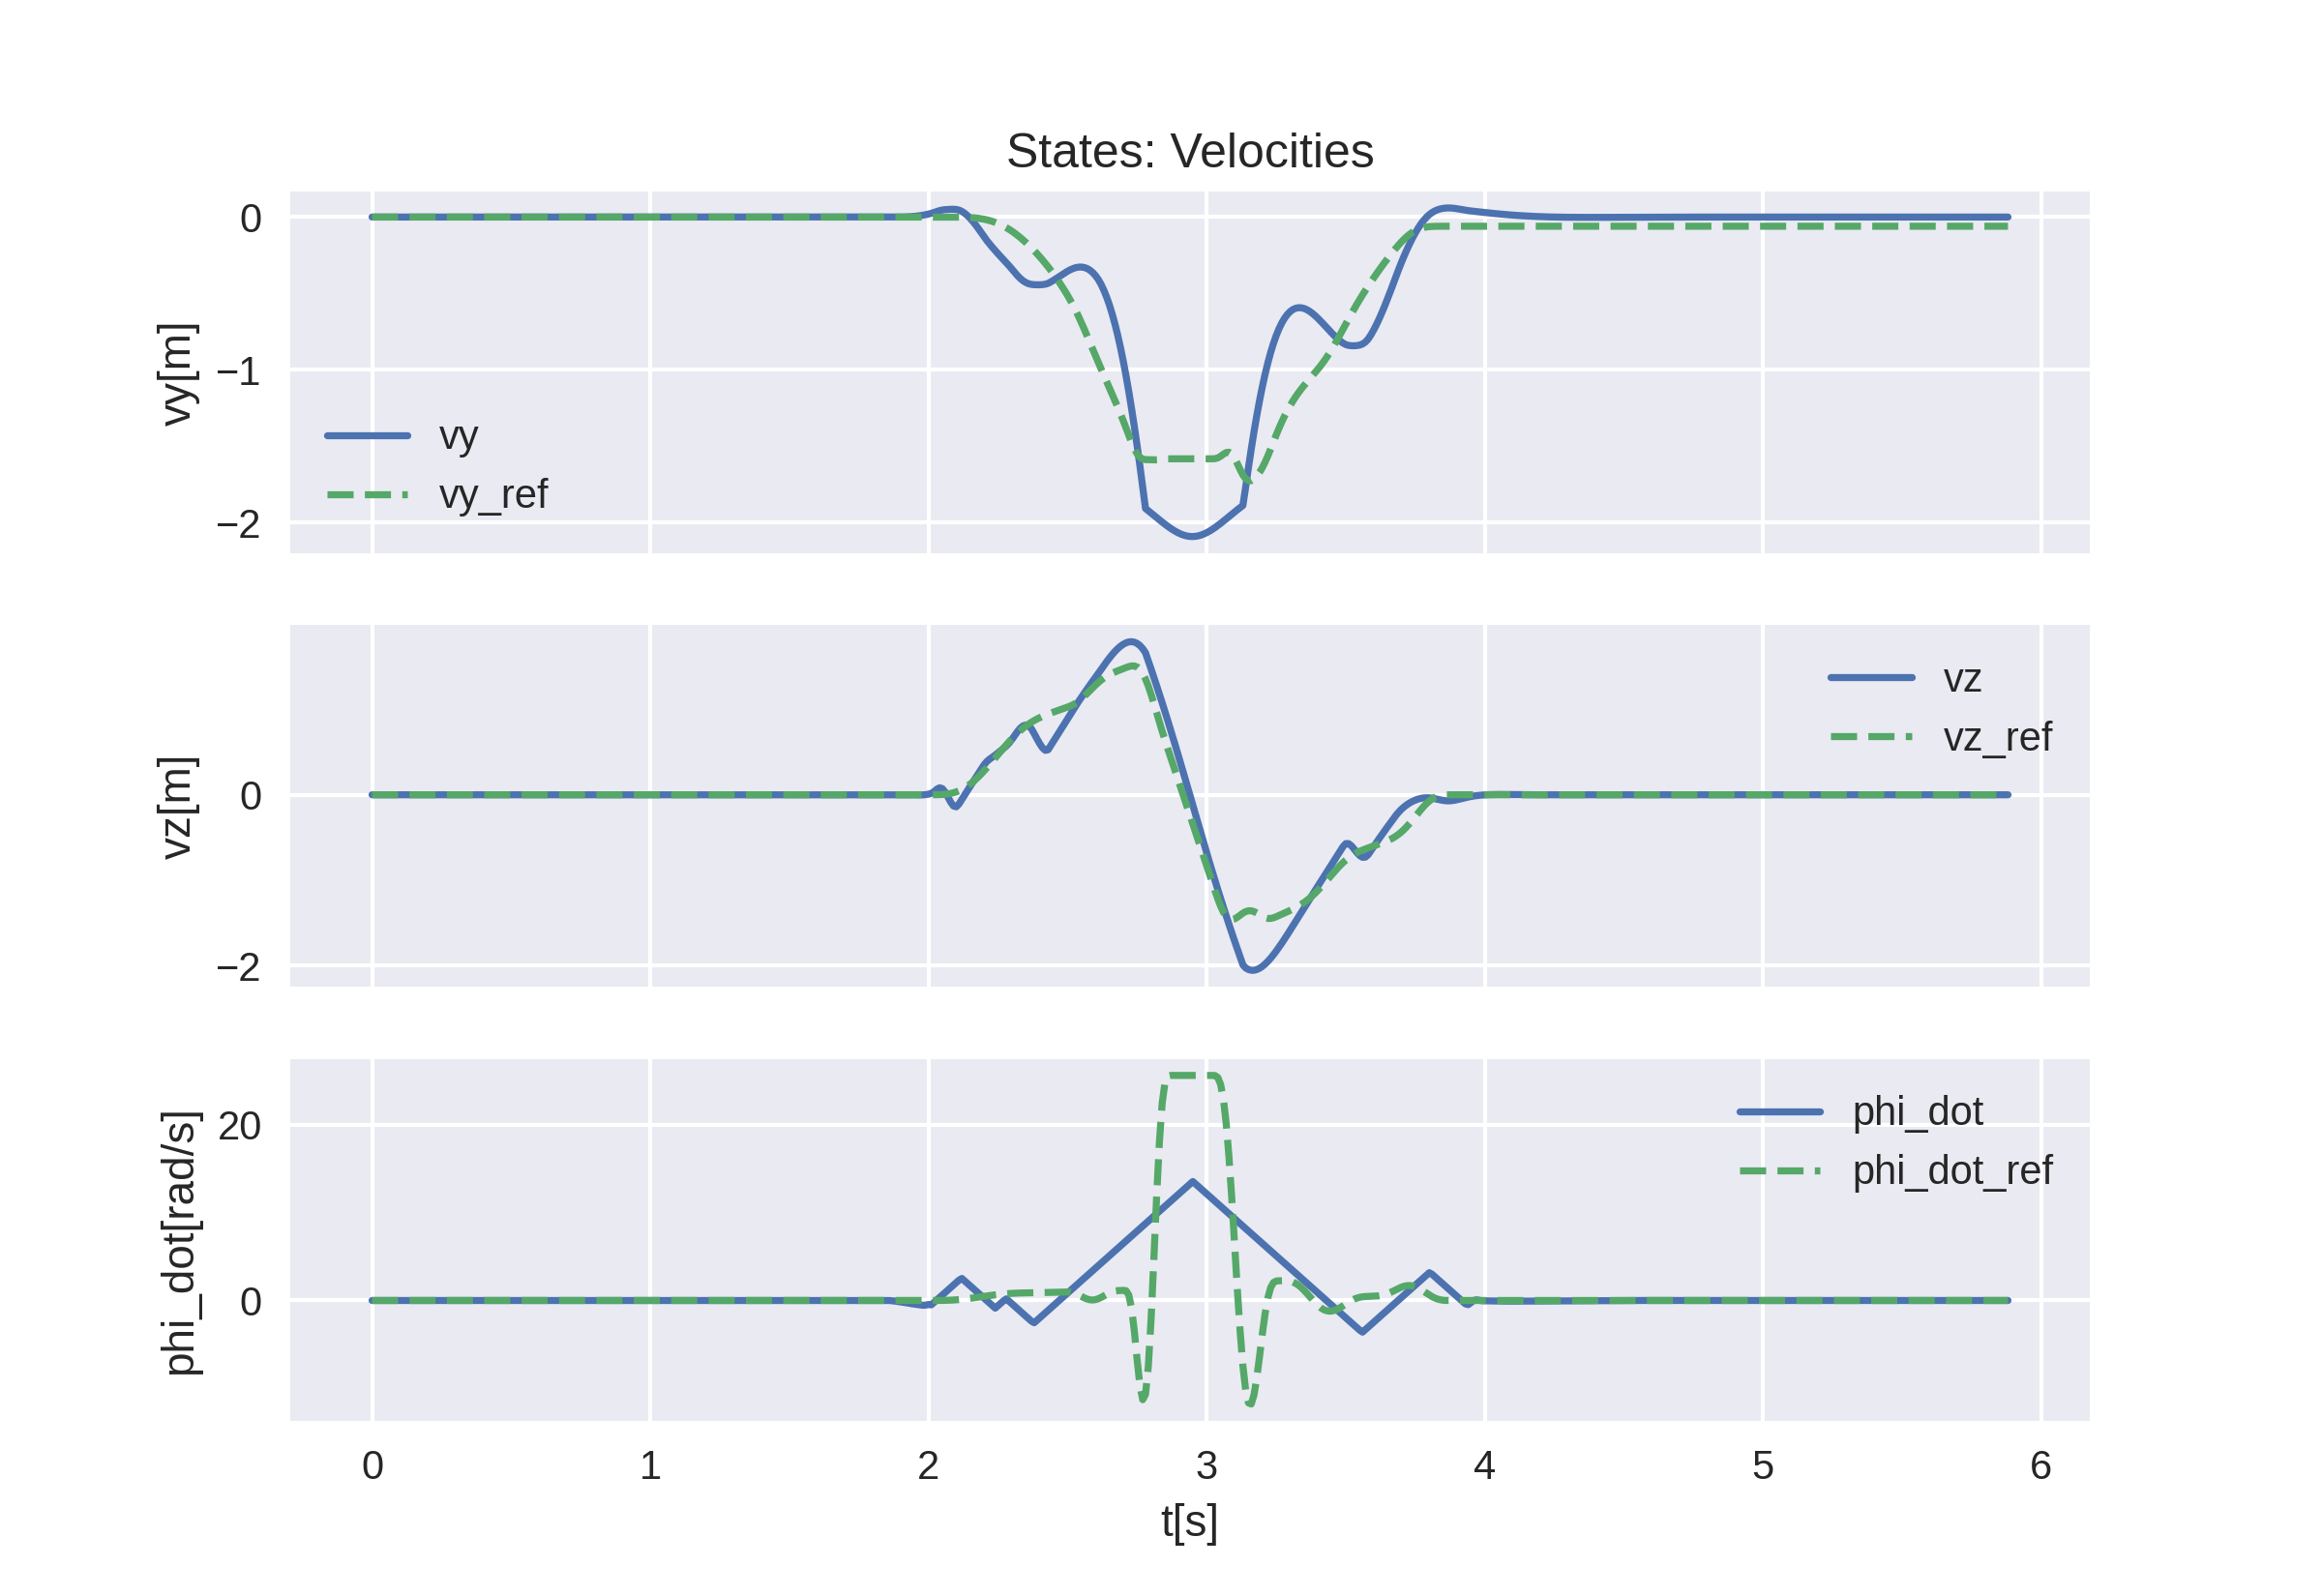 States: Velocities
0
−1
−2
vy[m]
vy
vy_ref
0
−2
vz[m]
vz
vz_ref
20
0
phi_dot[rad/s]
phi_dot
phi_dot_ref
0 1 2 3 4 5 6
t[s]